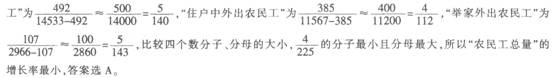 工”为492/14533-492≈500/14000=5/140,“住户中外出农民工”为385/11567-385≈400/11200=4/112,“举家外出农民工”为
107/2966-107≈100/2860=5/143,比较四个数分子、分母的大小,4/225的分子最小且分母最大,所以“农民工总量”的
增长率最小,答案选A。